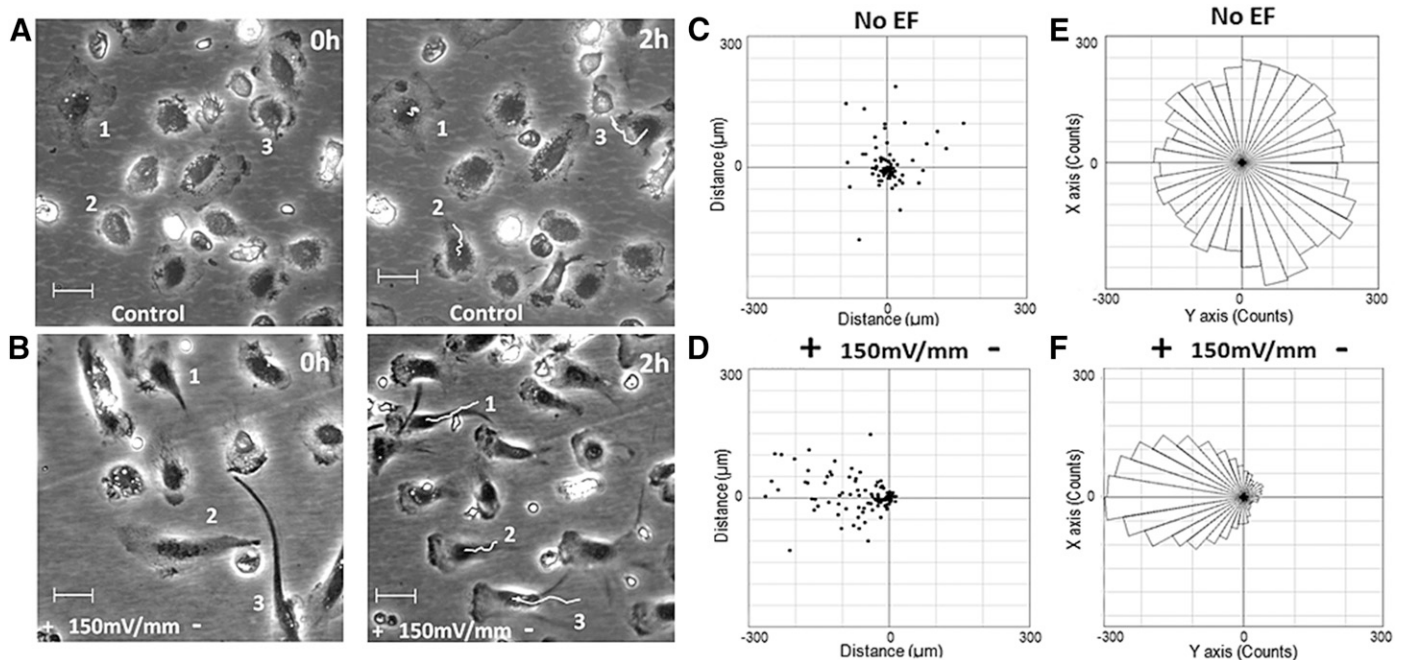 A
0h
1
2
3
Control
2h
1
2
3
B
0h
1
2
3
+ 150mV/mm -
2h
1
2
3
+ 150mV/mm -
C
No EF
300
Distance (µm)
0
-300
0
300
Distance (µm)
D
+ 150mV/mm -
300
Distance (µm)
0
-300
0
300
Distance (µm)
E
No EF
300
X axis (Counts)
0
-300
0
300
Y axis (Counts)
F
+ 150mV/mm -
300
X axis (Counts)
0
-300
0
300
Y axis (Counts)